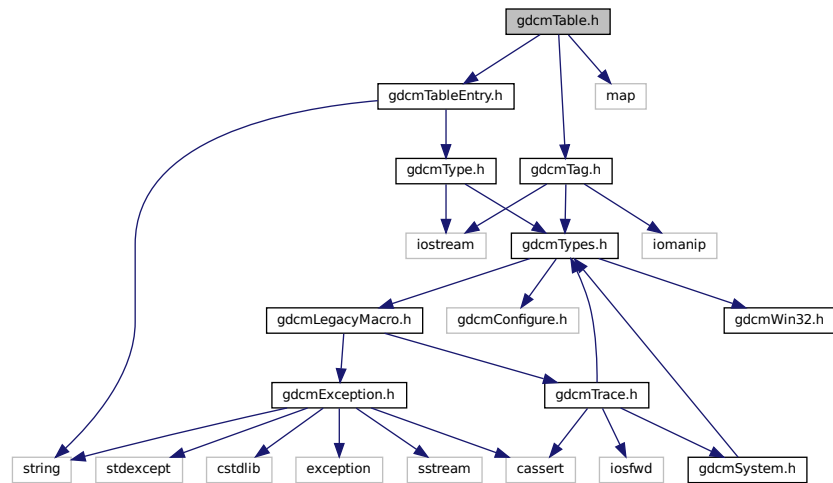 gdcmTable.h
gdcmTableEntry.h
map
gdcmType.h
gdcmTag.h
iostream
gdcmTypes.h
iomanip
gdcmLegacyMacro.h
gdcmConfigure.h
gdcmWin32.h
gdcmException.h
gdcmTrace.h
string
stdexcept
cstdlib
exception
sstream
cassert
iosfwd
gdcmSystem.h